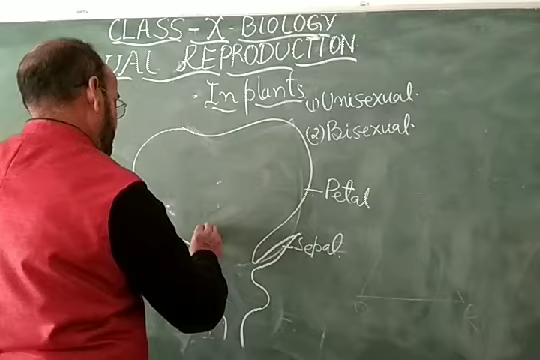 CLASS - X - BIOLOGY
UAL REPRODUCTION
In plants
(1) Unisexual.
(2) Bisexual.
Petal
Sepal.